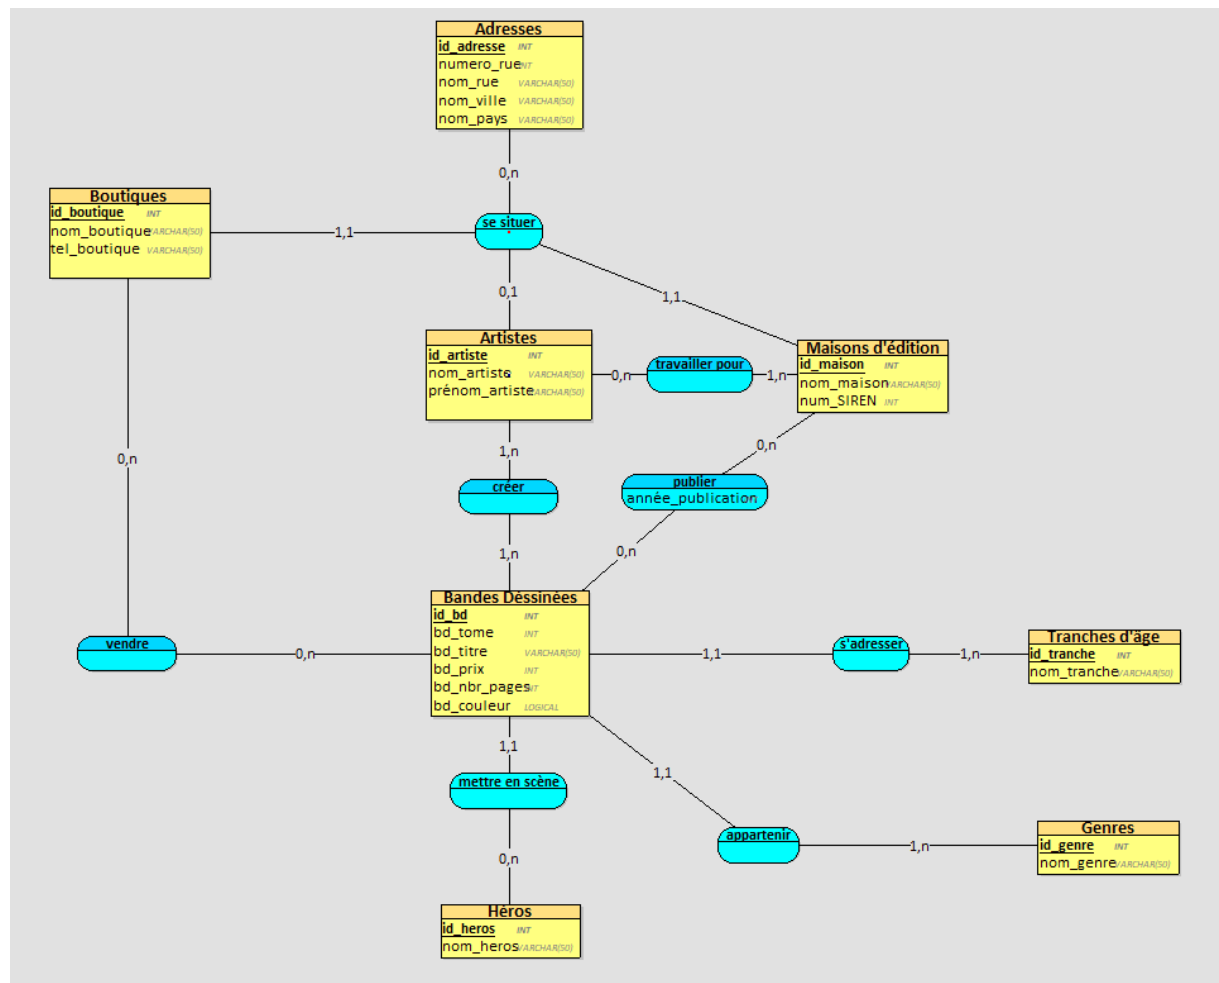 Adresses
id_adresse INT
numero_rue INT
nom_rue VARCHAR(50)
nom_ville VARCHAR(50)
nom_pays VARCHAR(50)
0,n
Boutiques
id_boutique INT
nom_boutique VARCHAR(50)
tel_boutique VARCHAR(50)
se situer
1,1
0,1
1,1
Artistes
id_artiste INT
nom_artiste VARCHAR(50)
prénom_artiste VARCHAR(50)
travailler pour
0,n
1,n
Maisons d'édition
id_maison INT
nom_maison VARCHAR(50)
num_SIREN INT
0,n
1,n
0,n
créer
publier
année_publication
1,n
0,n
Bandes Déssinées
id_bd INT
bd_tome INT
bd_titre VARCHAR(50)
bd_prix INT
bd_nbr_pages INT
bd_couleur LOGICAL
vendre
0,n
1,1
s'adresser
1,n
Tranches d'äge
id_tranche INT
nom_tranche VARCHAR(50)
1,1
1,1
mettre en scène
appartenir
1,n
Genres
id_genre INT
nom_genre VARCHAR(50)
0,n
Héros
id_heros INT
nom_heros VARCHAR(50)